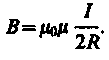 B = μ₀μ I/2R.